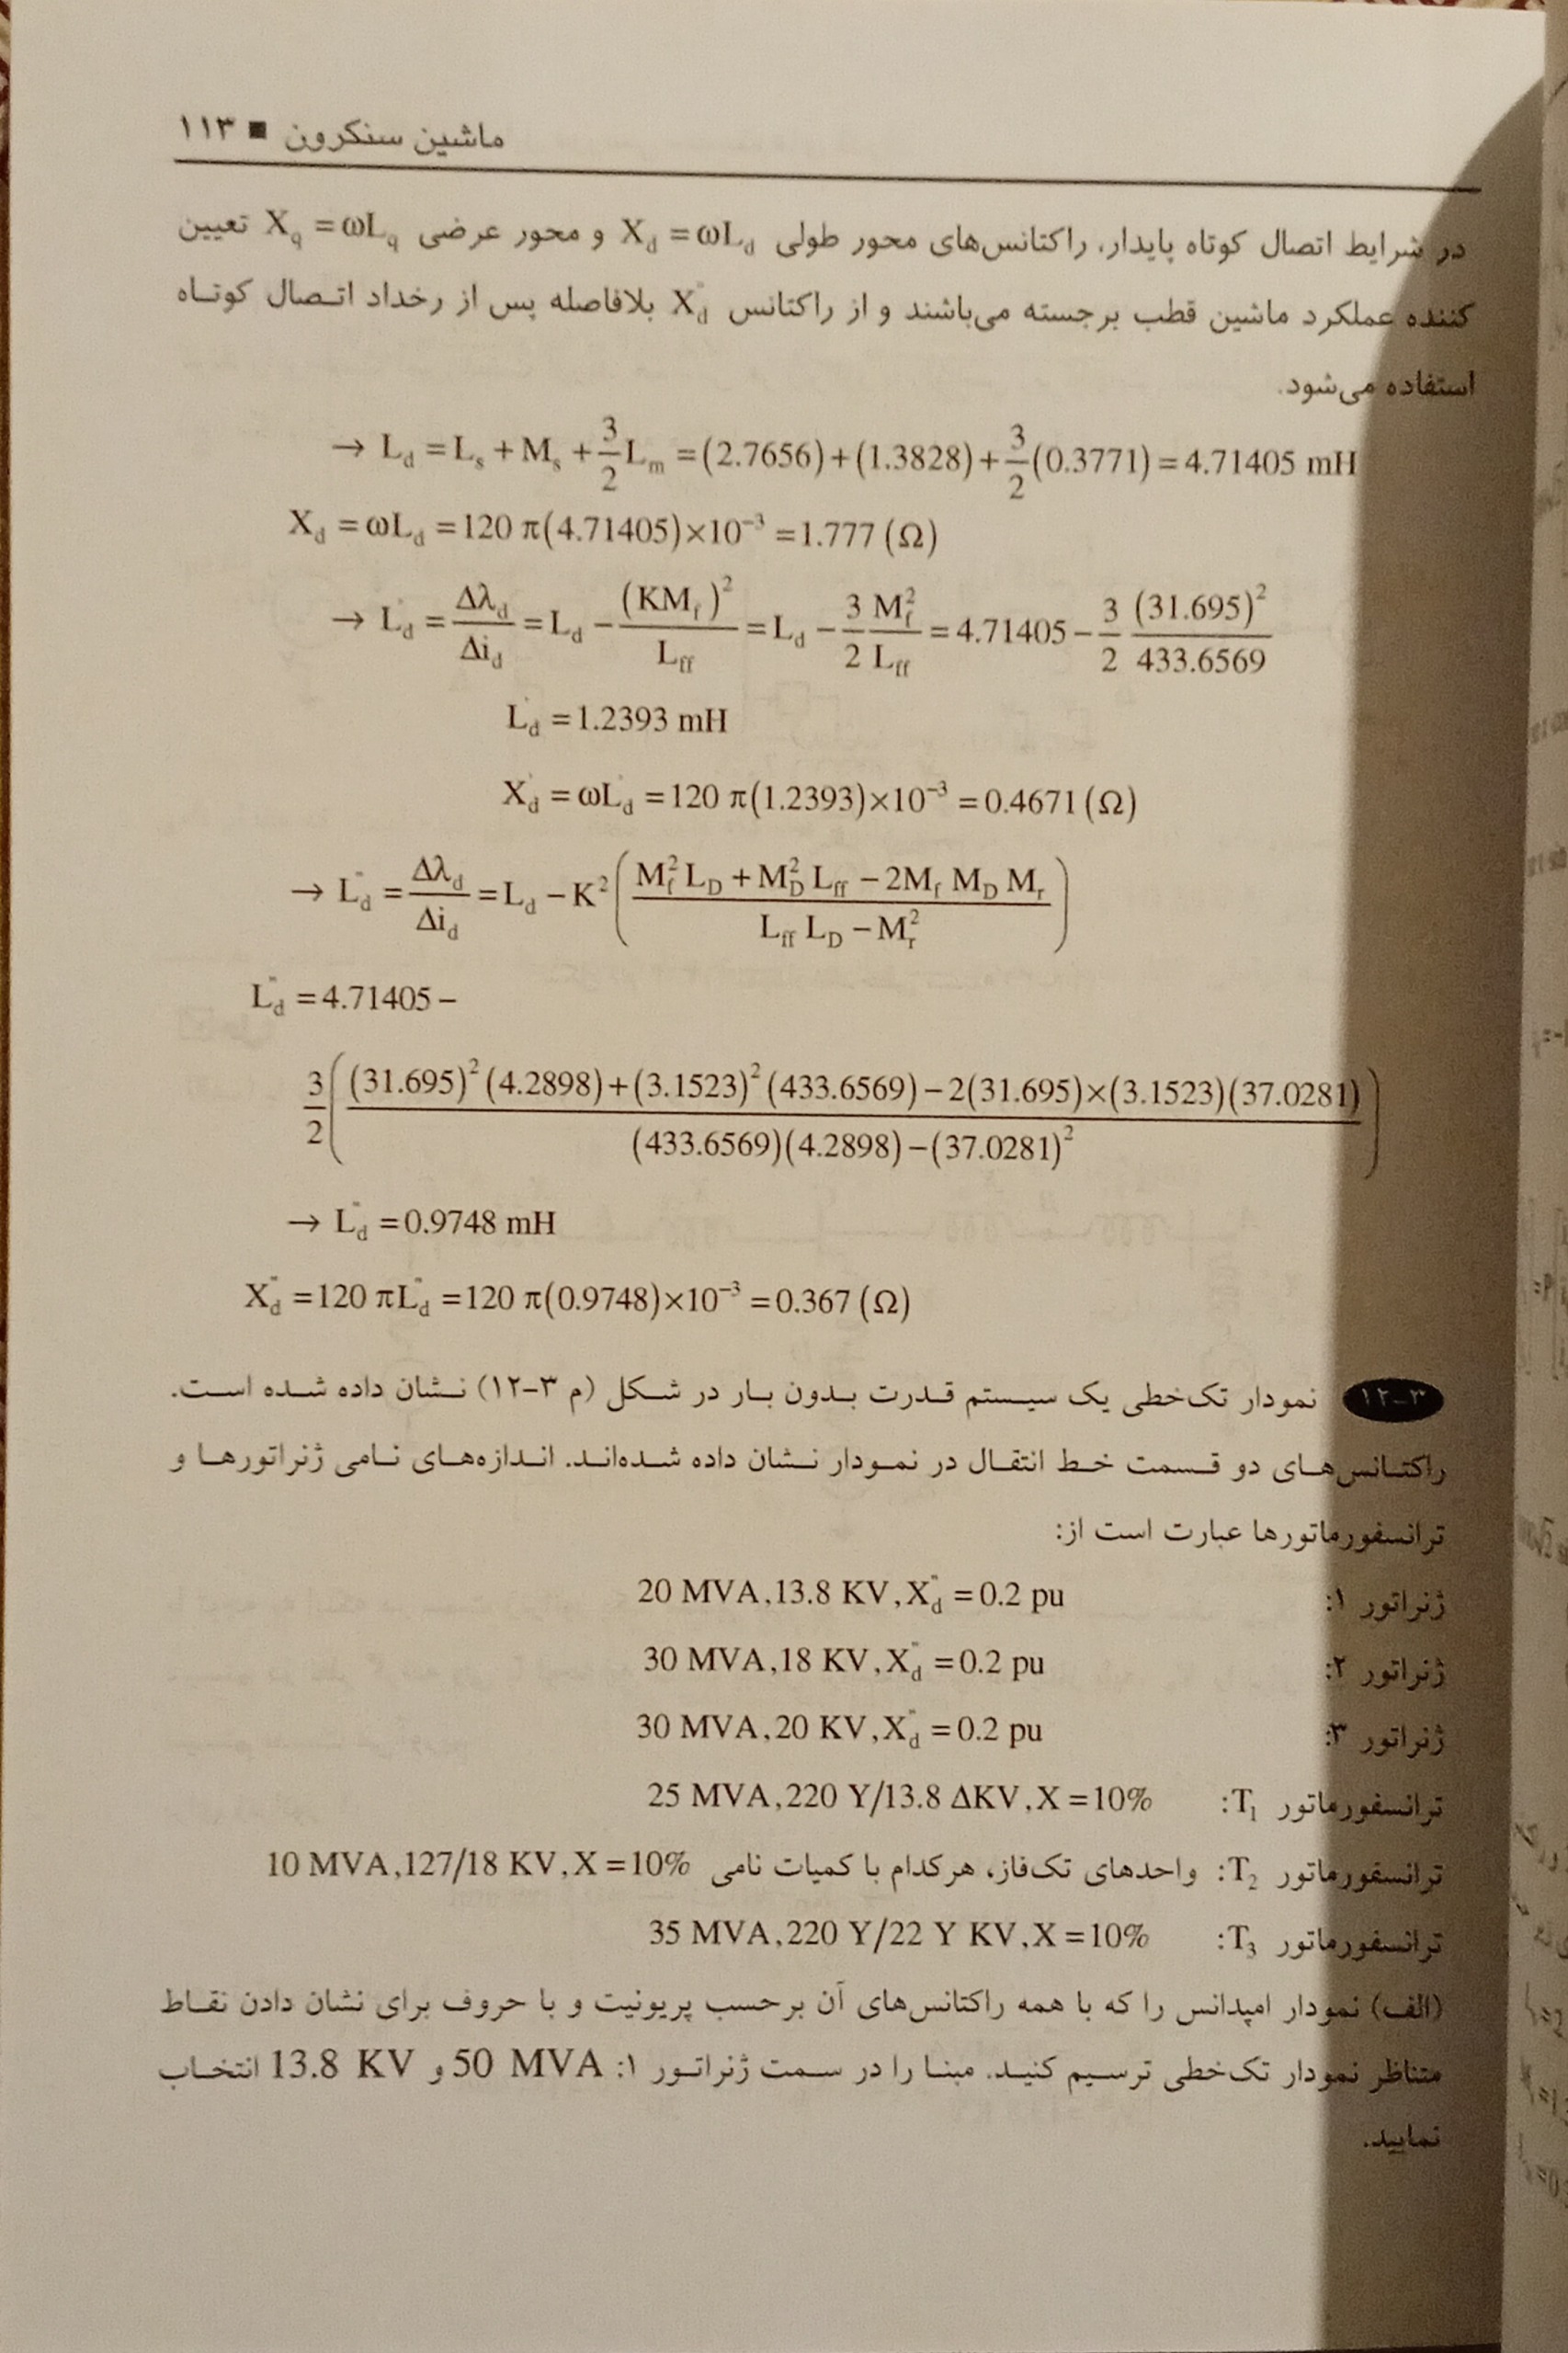 ماشین سنکرون ■ ۱۱۳
در شرایط اتصال کوتاه پایدار، راکتانس‌های محور طولی X_d = ωL_d و محور عرضی X_q = ωL_q تعیین
کننده عملکرد ماشین قطب برجسته می‌باشند و از راکتانس X"_d بلافاصله پس از رخداد اتصال کوتاه
استفاده می‌شود.
→ L_d = L_s + M_s + 3/2 L_m = (2.7656)+(1.3828)+ 3/2 (0.3771) = 4.71405 mH
X_d = ωL_d = 120 π(4.71405)×10^-3 = 1.777 (Ω)
→ L'_d = Δλ_d/Δi_d = L_d − (KM_f)^2/L_ff = L_d − 3/2 M_f^2/L_ff = 4.71405 − 3/2 (31.695)^2/433.6569
L'_d = 1.2393 mH
X'_d = ωL'_d = 120 π(1.2393)×10^-3 = 0.4671 (Ω)
→ L"_d = Δλ_d/Δi_d = L_d − K^2 ( (M_f^2 L_D + M_D^2 L_ff − 2M_f M_D M_r) / (L_ff L_D − M_r^2) )
L"_d = 4.71405 −
3/2 ( ((31.695)^2 (4.2898)+(3.1523)^2 (433.6569)−2(31.695)×(3.1523)(37.0281)) / ((433.6569)(4.2898)−(37.0281)^2) )
→ L"_d = 0.9748 mH
X"_d = 120 πL"_d = 120 π(0.9748)×10^-3 = 0.367 (Ω)
۱۲-۳ نمودار تک‌خطی یک سیستم قدرت بدون بار در شکل (م ۳-۱۲) نشان داده شده است.
راکتانس‌های دو قسمت خط انتقال در نمودار نشان داده شده‌اند. اندازه‌های نامی ژنراتورها و
ترانسفورماتورها عبارت است از:
ژنراتور ۱: 20 MVA,13.8 KV,X"_d = 0.2 pu
ژنراتور ۲: 30 MVA,18 KV,X"_d = 0.2 pu
ژنراتور ۳: 30 MVA,20 KV,X"_d = 0.2 pu
ترانسفورماتور T_1: 25 MVA,220 Y/13.8 ΔKV,X = 10%
ترانسفورماتور T_2: واحدهای تک‌فاز، هرکدام با کمیات نامی 10 MVA,127/18 KV,X = 10%
ترانسفورماتور T_3: 35 MVA,220 Y/22 Y KV,X = 10%
(الف) نمودار امپدانس را که با همه راکتانس‌های آن برحسب پریونیت و با حروف برای نشان دادن نقاط
متناظر نمودار تک‌خطی ترسیم کنید. مبنا را در سمت ژنراتور ۱: 50 MVA و 13.8 KV انتخاب
نمایید.